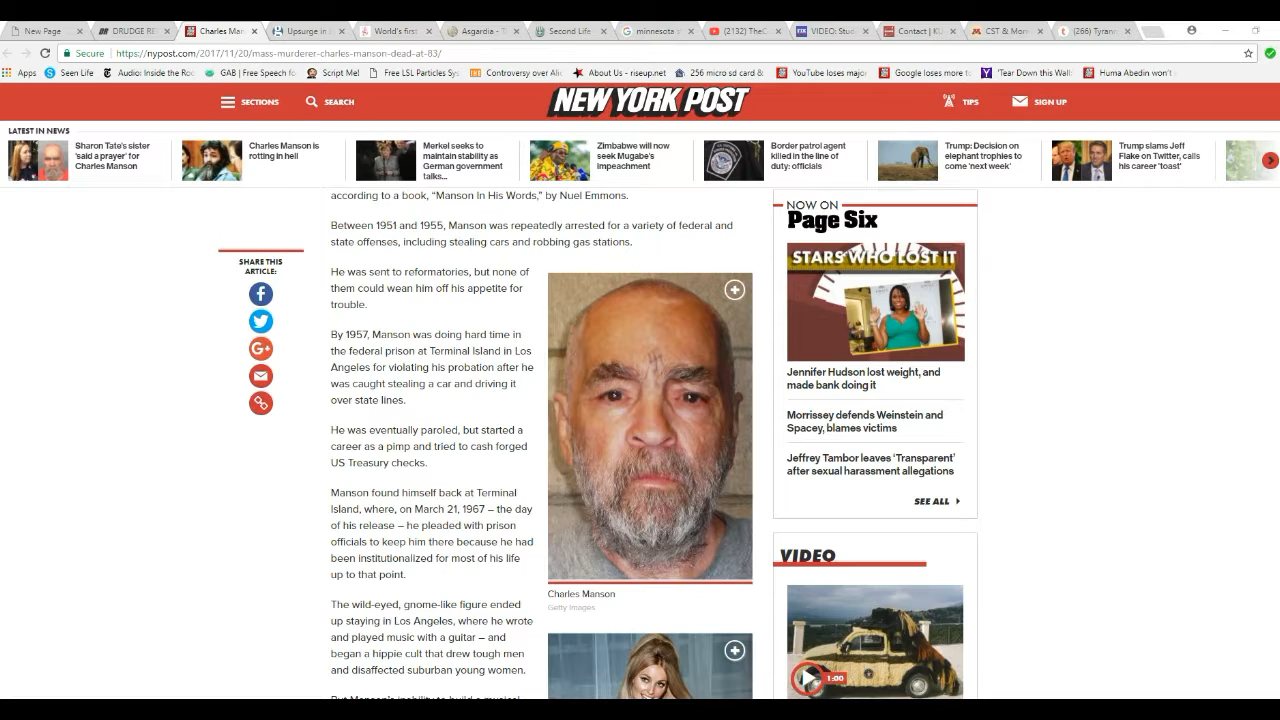 New Page
DRUDGE RE
Charles Man
Upsurge in
World's first
Asgardia - T
Second Life
minnesota s
(2132) TheC
VIDEO: Stud
Contact | KL
CST & Mom
(266) Tyrane
Secure
https://nypost.com/2017/11/20/mass-murderer-charles-manson-dead-at-83/
Apps
Seen Life
Audio: Inside the Ro
GAB | Free Speech fo
Script Me!
Free LSL Particles Sys
Controversy over Ali
About Us - riseup.net
256 micro sd card &
YouTube loses major
Google loses more t
'Tear Down this Wall
Huma Abedin won't
SECTIONS
SEARCH
NEW YORK POST
TIPS
SIGN UP
LATEST IN NEWS
Sharon Tate's sister
'said a prayer' for
Charles Manson
Charles Manson is
rotting in hell
Merkel seeks to
maintain stability as
German government
talks...
Zimbabwe will now
seek Mugabe's
impeachment
Border patrol agent
killed in the line of
duty: officials
Trump: Decision on
elephant trophies to
come 'next week'
Trump slams Jeff
Flake on Twitter, calls
his career 'toast'
according to a book, “Manson In His Words,” by Nuel Emmons.
Between 1951 and 1955, Manson was repeatedly arrested for a variety of federal and
state offenses, including stealing cars and robbing gas stations.
SHARE THIS
ARTICLE:
He was sent to reformatories, but none of
them could wean him off his appetite for
trouble.
By 1957, Manson was doing hard time in
the federal prison at Terminal Island in Los
Angeles for violating his probation after he
was caught stealing a car and driving it
over state lines.
He was eventually paroled, but started a
career as a pimp and tried to cash forged
US Treasury checks.
Manson found himself back at Terminal
Island, where, on March 21, 1967 – the day
of his release – he pleaded with prison
officials to keep him there because he had
been institutionalized for most of his life
up to that point.
The wild-eyed, gnome-like figure ended
up staying in Los Angeles, where he wrote
and played music with a guitar – and
began a hippie cult that drew tough men
and disaffected suburban young women.
Charles Manson
Getty Images
NOW ON
Page Six
STARS WHO LOST IT
Jennifer Hudson lost weight, and
made bank doing it
Morrissey defends Weinstein and
Spacey, blames victims
Jeffrey Tambor leaves ‘Transparent’
after sexual harassment allegations
SEE ALL
VIDEO
1:00